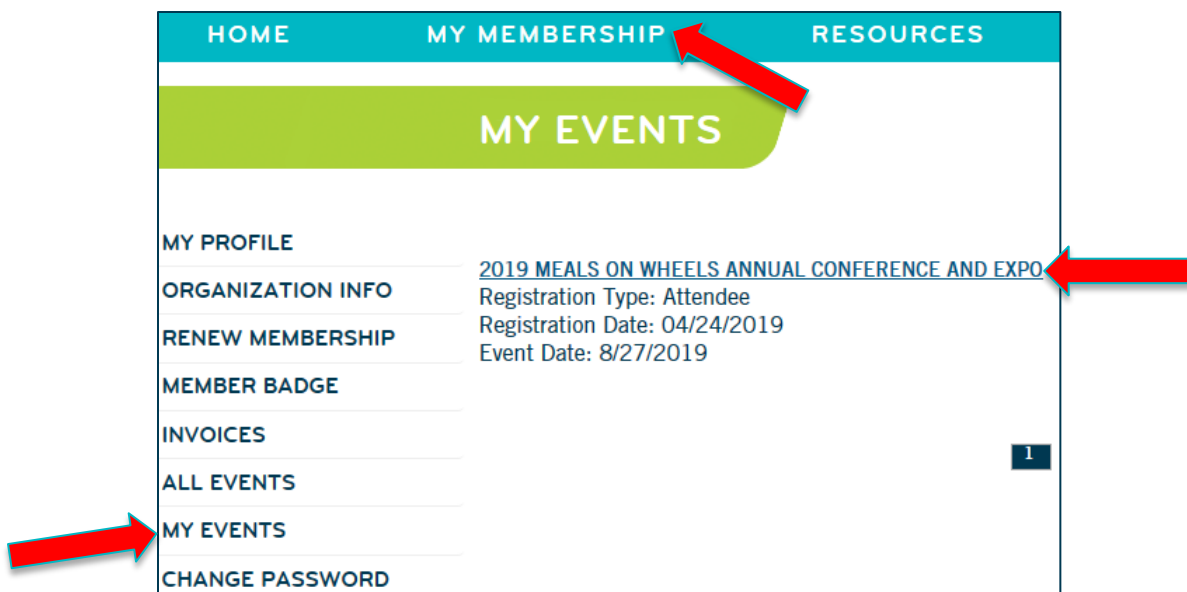 HOME MY MEMBERSHIP RESOURCES
MY EVENTS
MY PROFILE
ORGANIZATION INFO
RENEW MEMBERSHIP
MEMBER BADGE
INVOICES
ALL EVENTS
MY EVENTS
CHANGE PASSWORD
2019 MEALS ON WHEELS ANNUAL CONFERENCE AND EXPO
Registration Type: Attendee
Registration Date: 04/24/2019
Event Date: 8/27/2019
1